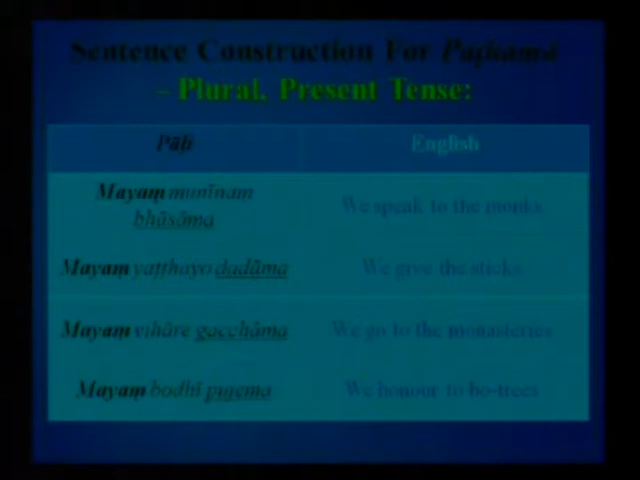 Sentence Construction For Paṭhamā
– Plural, Present Tense:
Pāḷi English
Mayaṃ munīnam
bhāsāma
We speak to the monks
Mayaṃ yaṭṭhayo dadāma We give the sticks
Mayaṃ vihāre gacchāma We go to the monasteries
Mayaṃ bodhī pūjema We honour to bo-trees